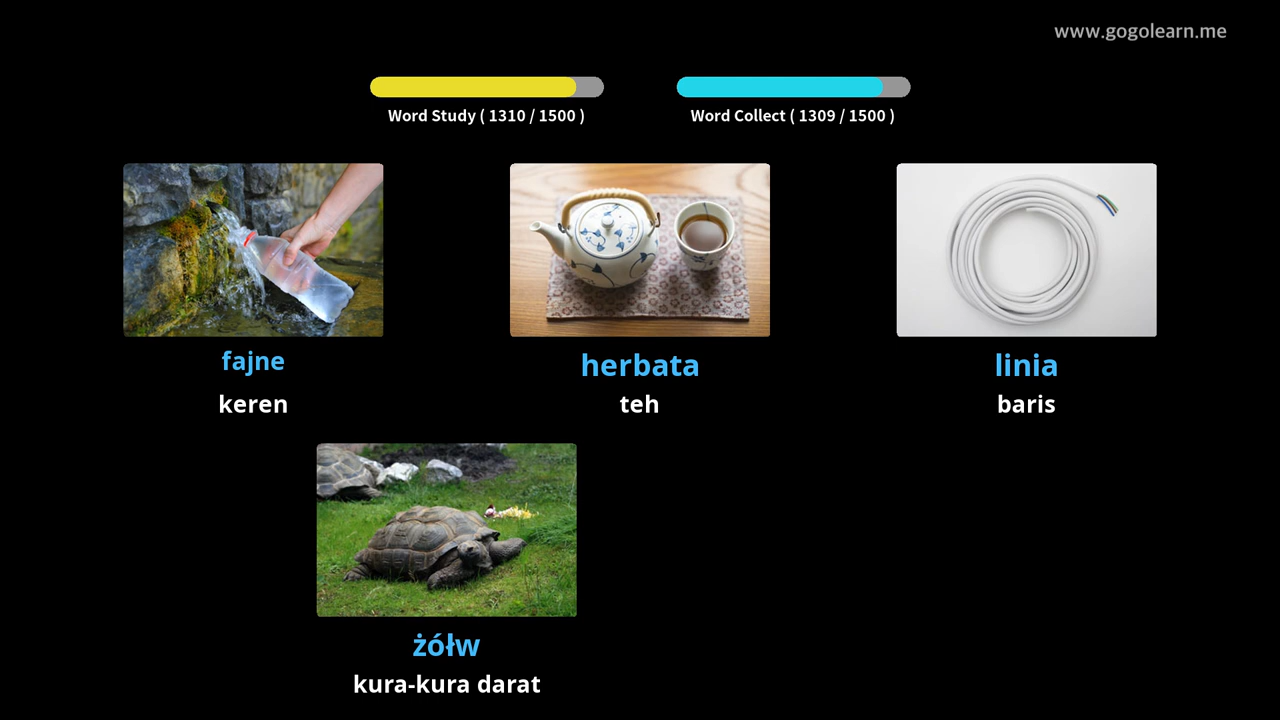 www.gogolearn.me
Word Study ( 1310 / 1500 )
Word Collect ( 1309 / 1500 )
fajne
keren
herbata
teh
linia
baris
żółw
kura-kura darat